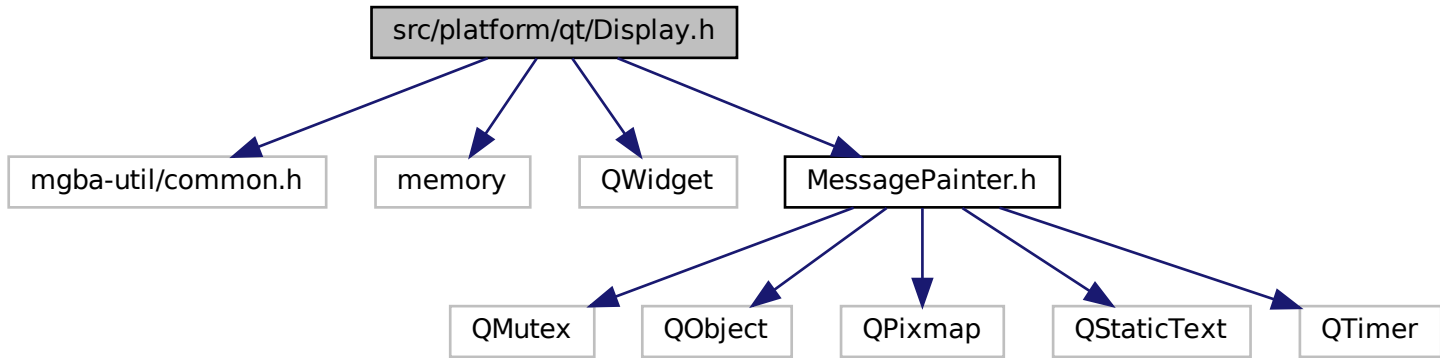 src/platform/qt/Display.h
mgba-util/common.h
memory
QWidget
MessagePainter.h
QMutex
QObject
QPixmap
QStaticText
QTimer